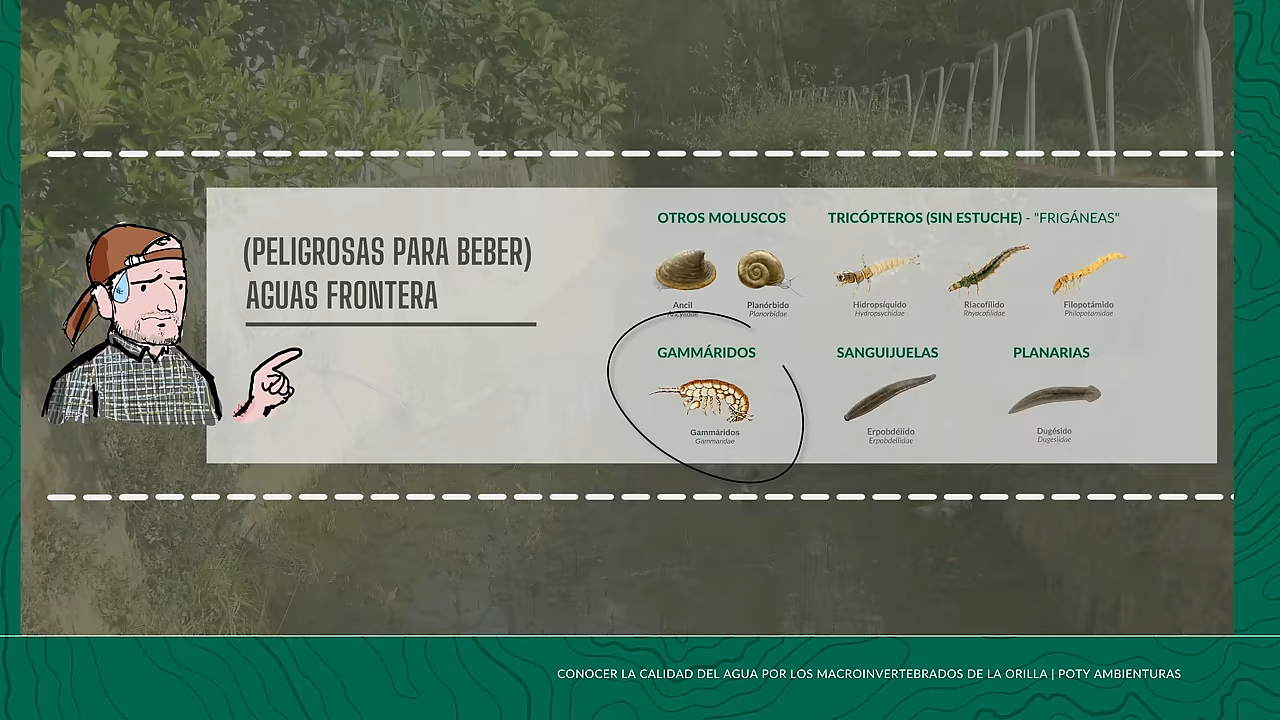 (PELIGROSAS PARA BEBER)
AGUAS FRONTERA
OTROS MOLUSCOS
Ancil
Ancylidae
Planórbido
Planorbidae
TRICÓPTEROS (SIN ESTUCHE) - "FRIGÁNEAS"
Hidropsíquido
Hydropsychidae
Riacofílido
Rhyacofilidae
Filopotámido
Philopotamidae
GAMMÁRIDOS
Gammáridos
Gammaridae
SANGUIJUELAS
Erpobdélido
Erpobdellidae
PLANARIAS
Dugésido
Dugesiidae
CONOCER LA CALIDAD DEL AGUA POR LOS MACROINVERTEBRADOS DE LA ORILLA | POTY AMBIENTURAS